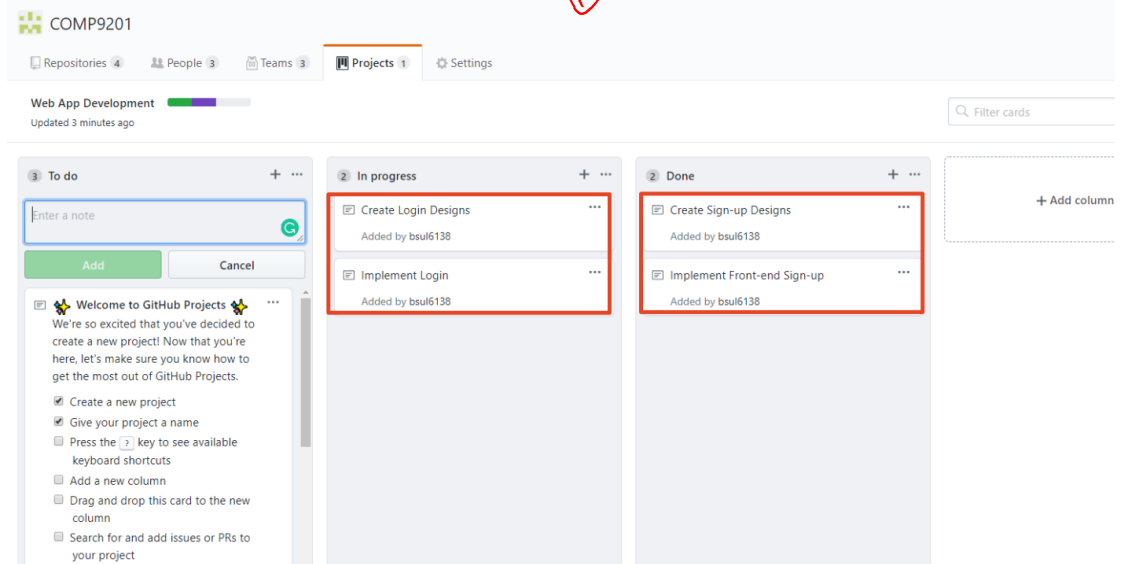 COMP9201
Repositories 4 People 3 Teams 3 Projects 1 Settings
Web App Development
Updated 3 minutes ago
Filter cards
3 To do
Enter a note
Add Cancel
Welcome to GitHub Projects
We're so excited that you've decided to
create a new project! Now that you're
here, let's make sure you know how to
get the most out of GitHub Projects.
Create a new project
Give your project a name
Press the ? key to see available
keyboard shortcuts
Add a new column
Drag and drop this card to the new
column
Search for and add issues or PRs to
your project
2 In progress
Create Login Designs
Added by bsul6138
Implement Login
Added by bsul6138
2 Done
Create Sign-up Designs
Added by bsul6138
Implement Front-end Sign-up
Added by bsul6138
+ Add column